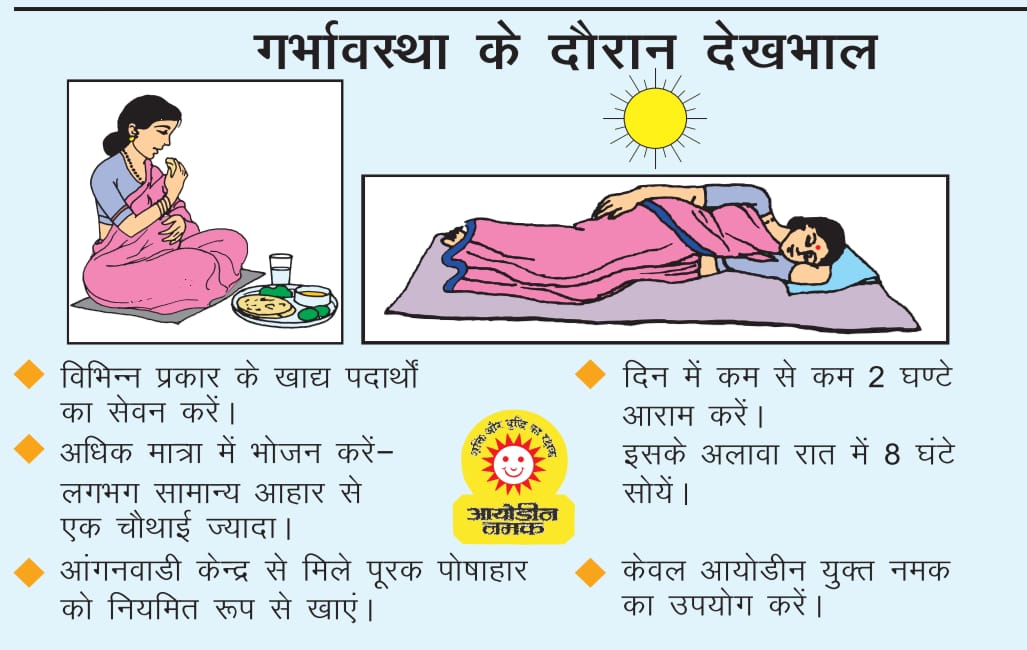 गर्भावस्था के दौरान देखभाल
विभिन्न प्रकार के खाद्य पदार्थों
का सेवन करें।
अधिक मात्रा में भोजन करें–
लगभग सामान्य आहार से
एक चौथाई ज्यादा।
आंगनवाडी केन्द्र से मिले पूरक पोषाहार
को नियमित रूप से खाएं।
शक्ति और बुद्धि का रक्षक
आयोडीन
नमक
दिन में कम से कम 2 घण्टे
आराम करें।
इसके अलावा रात में 8 घंटे
सोयें।
केवल आयोडीन युक्त नमक
का उपयोग करें।